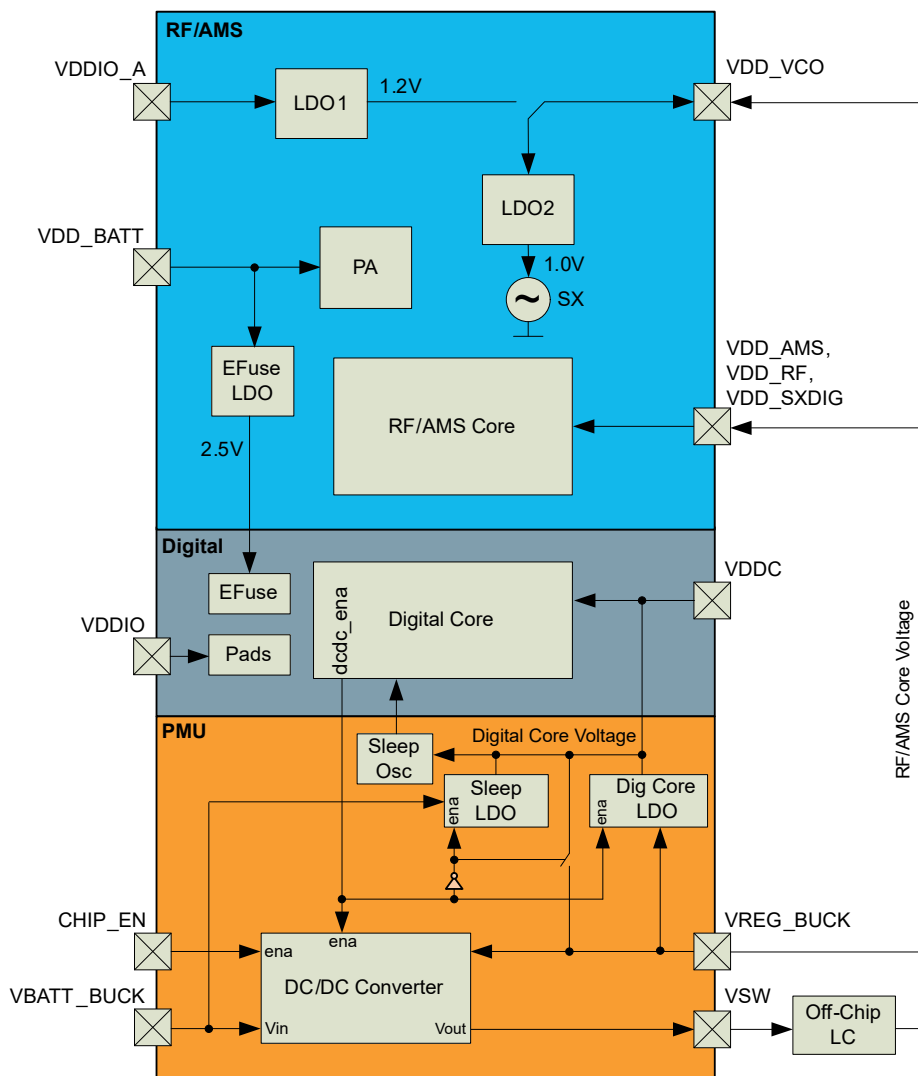 RF/AMS
VDDIO_A
LDO1
1.2V
VDD_VCO
LDO2
1.0V
SX
VDD_BATT
PA
EFuse
LDO
2.5V
RF/AMS Core
VDD_AMS,
VDD_RF,
VDD_SXDIG
Digital
EFuse
VDDIO
Pads
dcdc_ena
Digital Core
VDDC
RF/AMS Core Voltage
PMU
Sleep
Osc
Digital Core Voltage
Sleep
LDO
ena
Dig Core
LDO
ena
CHIP_EN
ena
ena
DC/DC Converter
VREG_BUCK
VBATT_BUCK
Vin
Vout
VSW
Off-Chip
LC